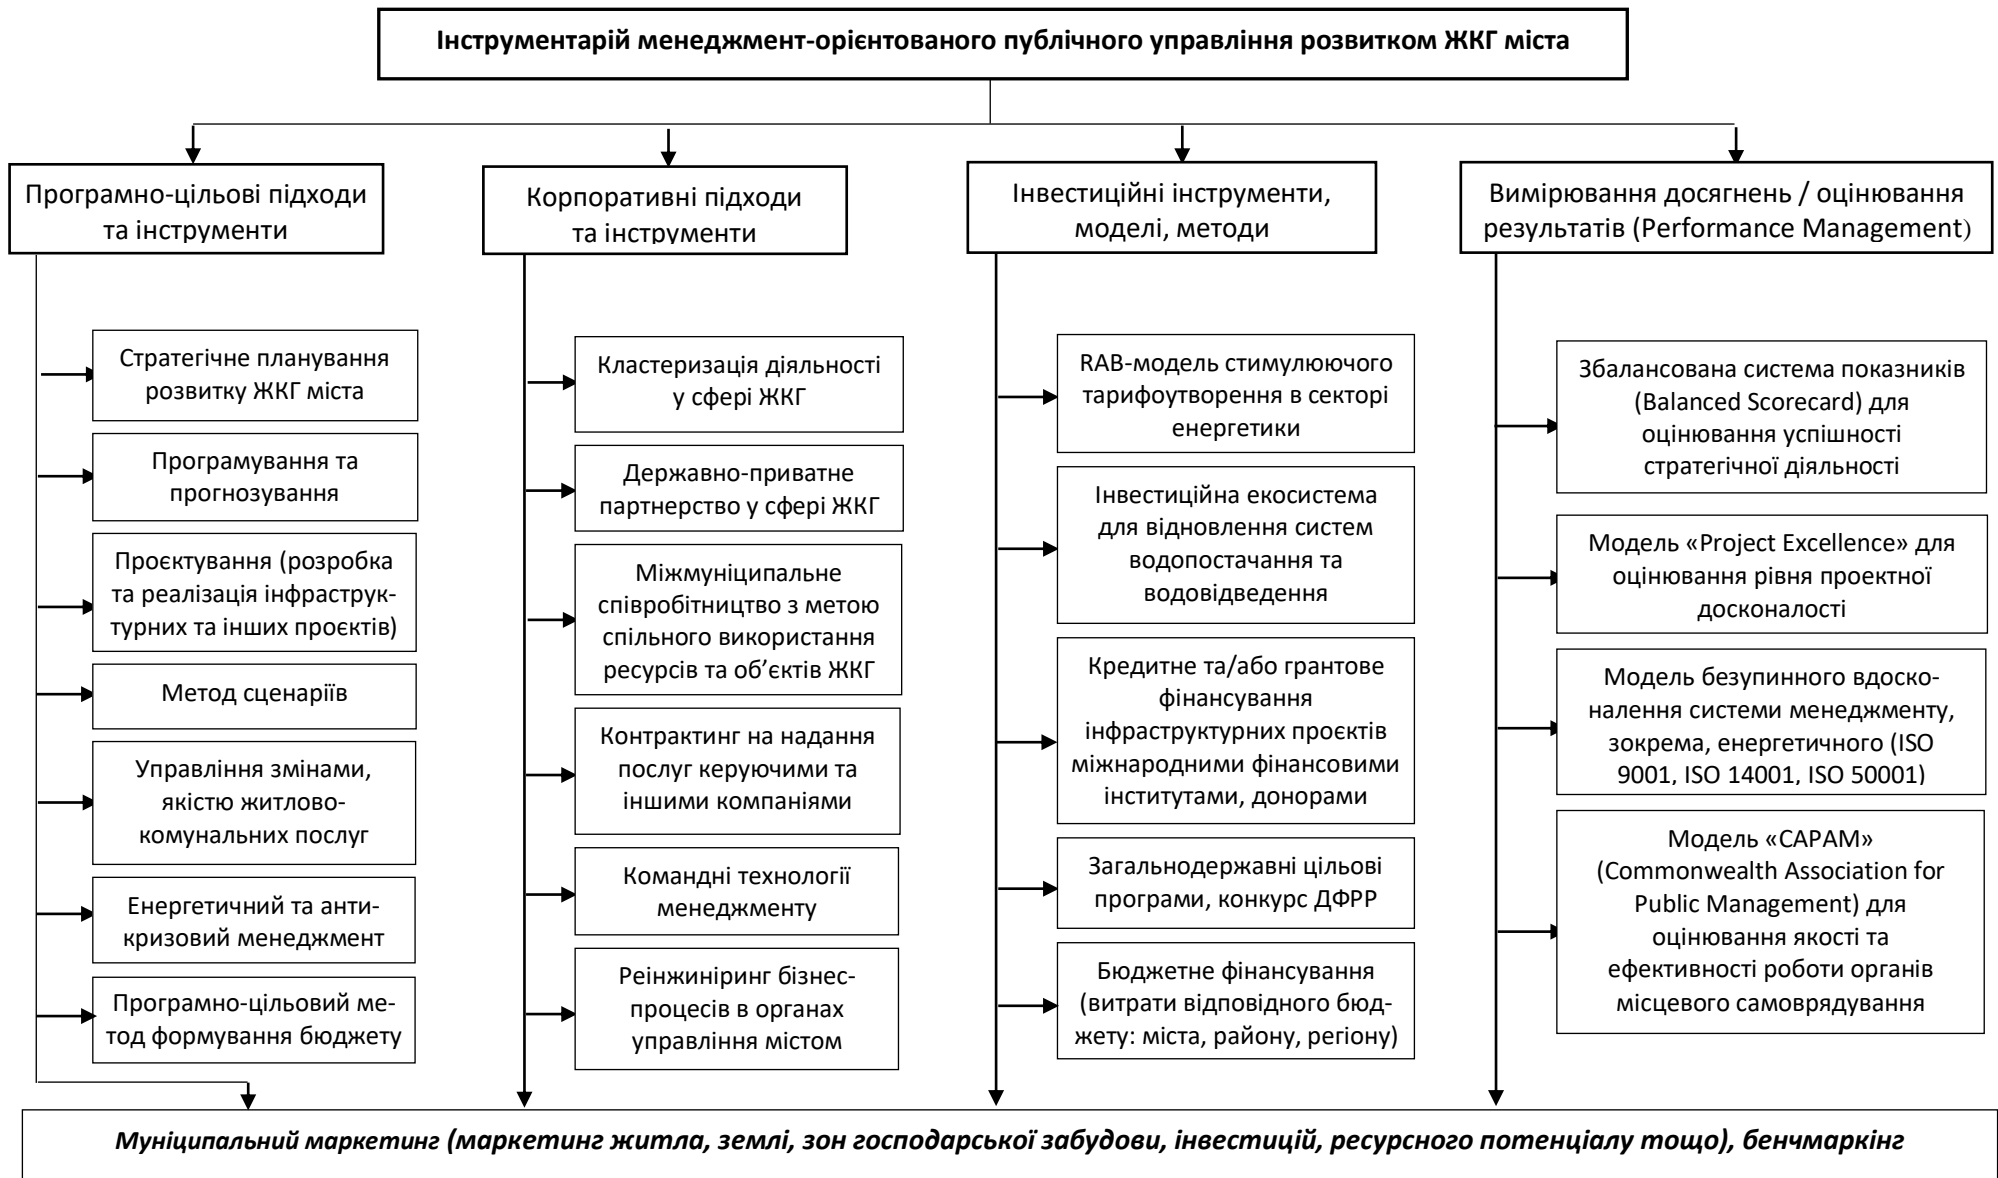 Інструментарій менеджмент-орієнтованого публічного управління розвитком ЖКГ міста
Програмно-цільові підходи
та інструменти
Стратегічне планування
розвитку ЖКГ міста
Програмування та
прогнозування
Проєктування (розробка
та реалізація інфраструк-
турних та інших проєктів)
Метод сценаріїв
Управління змінами,
якістю житлово-
комунальних послуг
Енергетичний та анти-
кризовий менеджмент
Програмно-цільовий ме-
тод формування бюджету
Корпоративні підходи
та інструменти
Кластеризація діяльності
у сфері ЖКГ
Державно-приватне
партнерство у сфері ЖКГ
Міжмуніципальне
співробітництво з метою
спільного використання
ресурсів та об’єктів ЖКГ
Контрактинг на надання
послуг керуючими та
іншими компаніями
Командні технології
менеджменту
Реінжиніринг бізнес-
процесів в органах
управління містом
Інвестиційні інструменти,
моделі, методи
RAB-модель стимулюючого
тарифоутворення в секторі
енергетики
Інвестиційна екосистема
для відновлення систем
водопостачання та
водовідведення
Кредитне та/або грантове
фінансування
інфраструктурних проєктів
міжнародними фінансовими
інститутами, донорами
Загальнодержавні цільові
програми, конкурс ДФРР
Бюджетне фінансування
(витрати відповідного бюд-
жету: міста, району, регіону)
Вимірювання досягнень / оцінювання
результатів (Performance Management)
Збалансована система показників
(Balanced Scorecard) для
оцінювання успішності
стратегічної діяльності
Модель «Project Excellence» для
оцінювання рівня проектної
досконалості
Модель безупинного вдоско-
налення системи менеджменту,
зокрема, енергетичного (ISO
9001, ISO 14001, ISO 50001)
Модель «CAPAM»
(Commonwealth Association for
Public Management) для
оцінювання якості та
ефективності роботи органів
місцевого самоврядування
Муніципальний маркетинг (маркетинг житла, землі, зон господарської забудови, інвестицій, ресурсного потенціалу тощо), бенчмаркінг